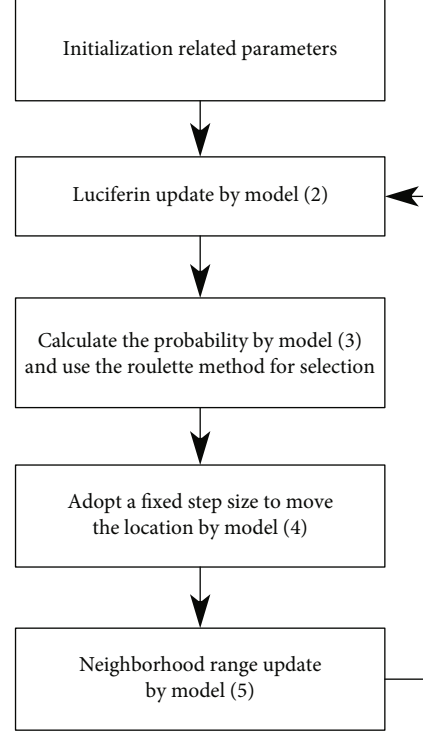 Initialization related parameters
Luciferin update by model (2)
Calculate the probability by model (3)
and use the roulette method for selection
Adopt a fixed step size to move
the location by model (4)
Neighborhood range update
by model (5)